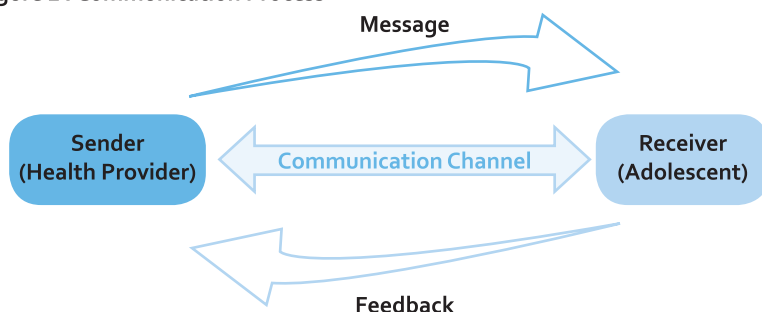 Message
Sender
(Health Provider)
Communication Channel
Receiver
(Adolescent)
Feedback